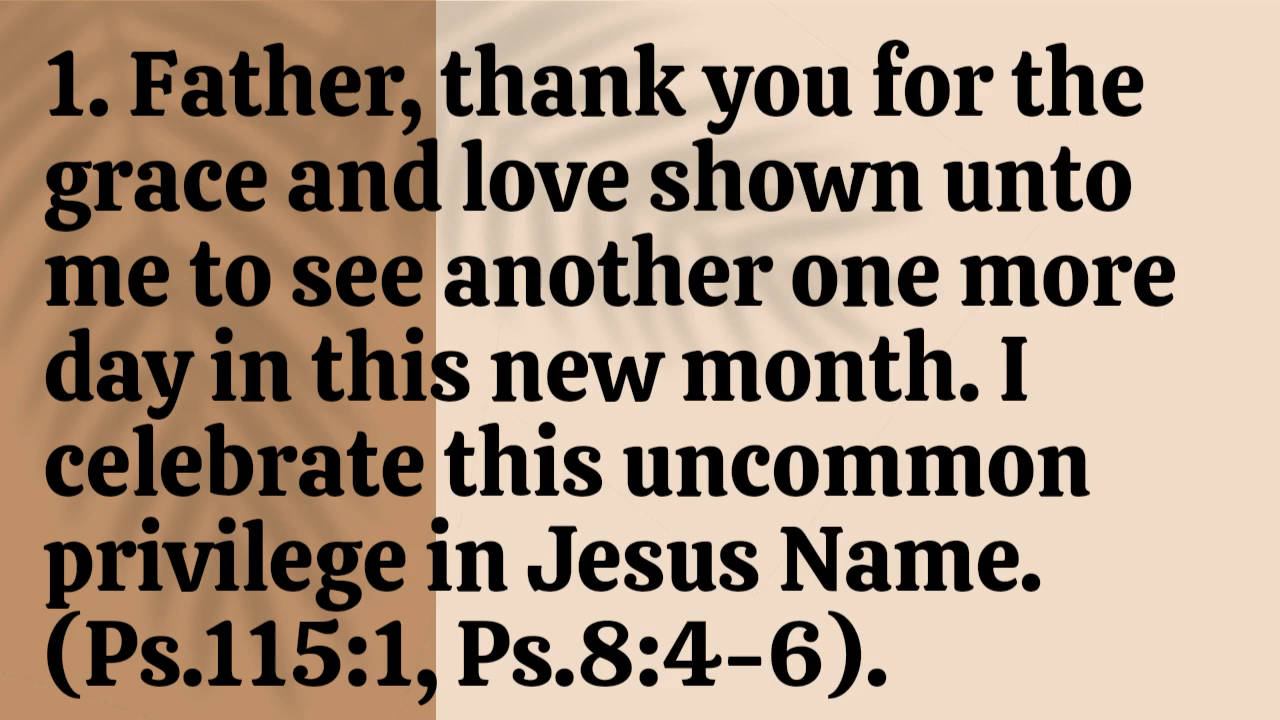 1. Father, thank you for the
grace and love shown unto
me to see another one more
day in this new month. I
celebrate this uncommon
privilege in Jesus Name.
(Ps.115:1, Ps.8:4-6).